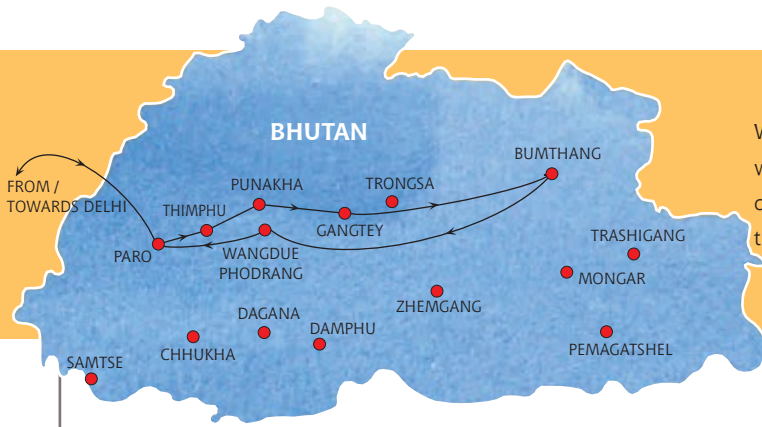 BHUTAN
BUMTHANG
FROM /
TOWARDS DELHI
PUNAKHA
TRONGSA
THIMPHU
GANGTEY
PARO
WANGDUE
PHODRANG
TRASHIGANG
MONGAR
ZHEMGANG
DAGANA
DAMPHU
CHHUKHA
PEMAGATSHEL
SAMTSE